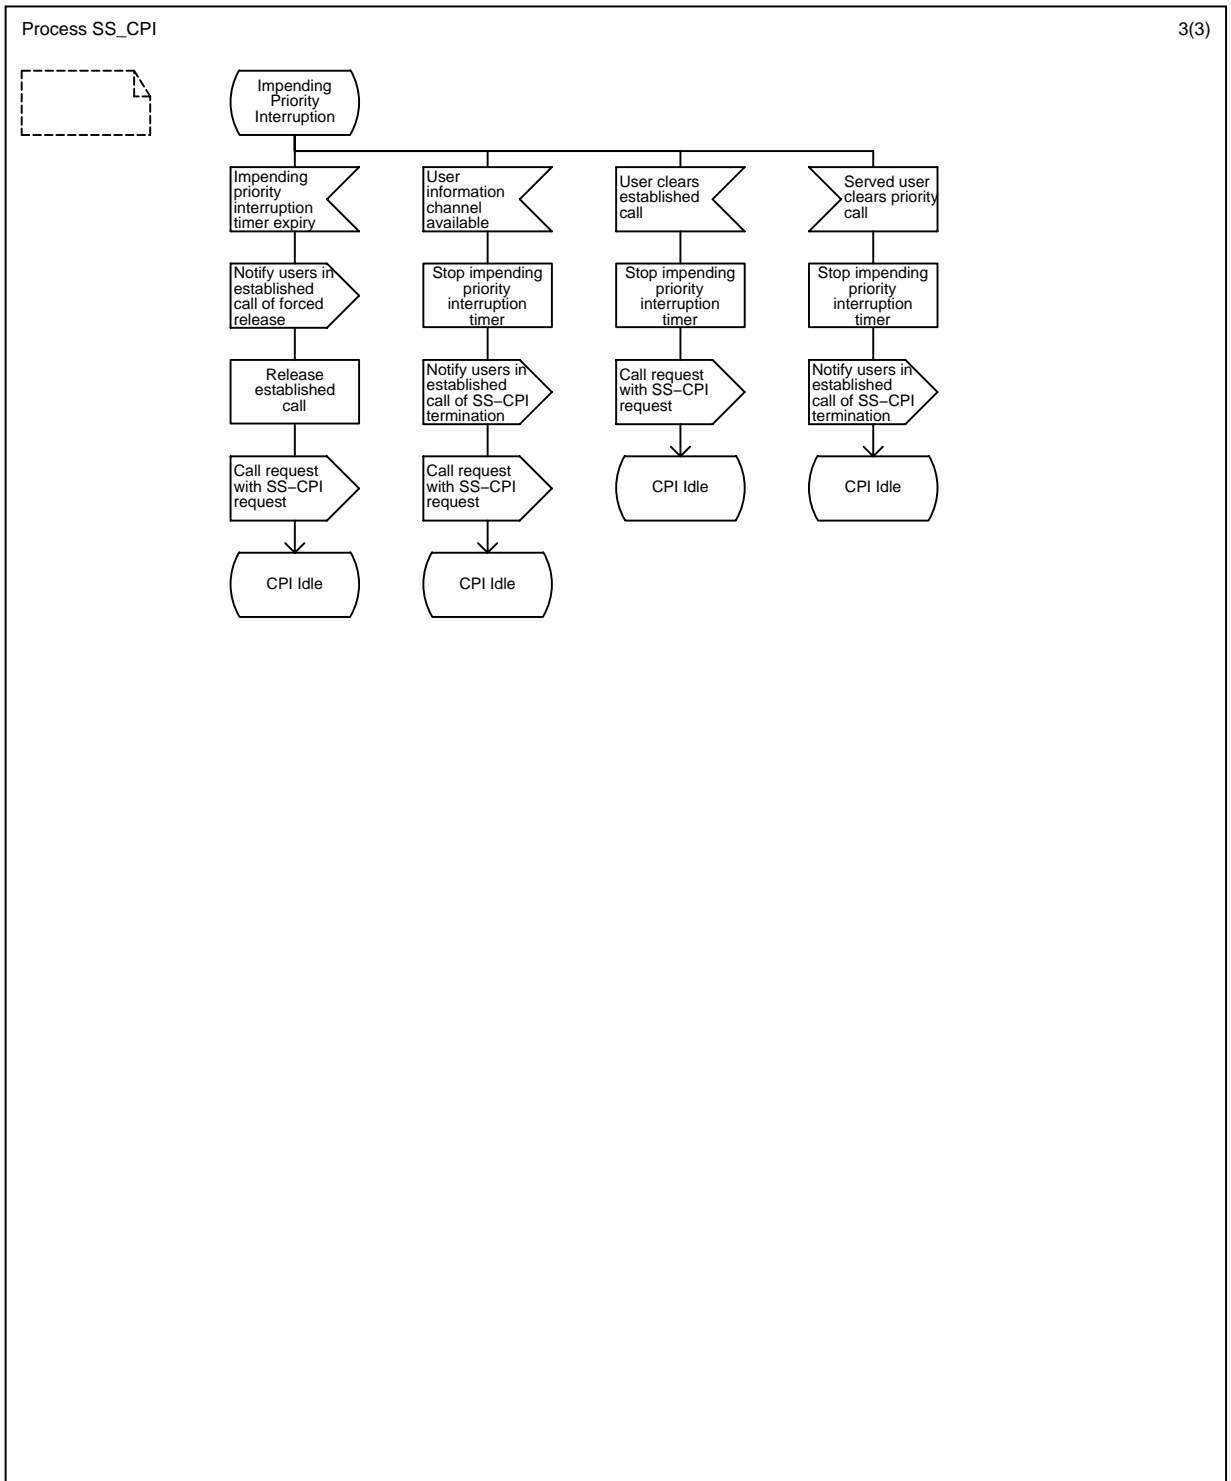 Process SS_CPI
3(3)
Impending
Priority
Interruption
Impending
priority
interruption
timer expiry
User
information
channel
available
User clears
established
call
Served user
clears priority
call
Notify users in
established
call of forced
release
Stop impending
priority
interruption
timer
Stop impending
priority
interruption
timer
Stop impending
priority
interruption
timer
Release
established
call
Notify users in
established
call of SS−CPI
termination
Call request
with SS−CPI
request
Notify users in
established
call of SS−CPI
termination
Call request
with SS−CPI
request
Call request
with SS−CPI
request
CPI Idle
CPI Idle
CPI Idle
CPI Idle